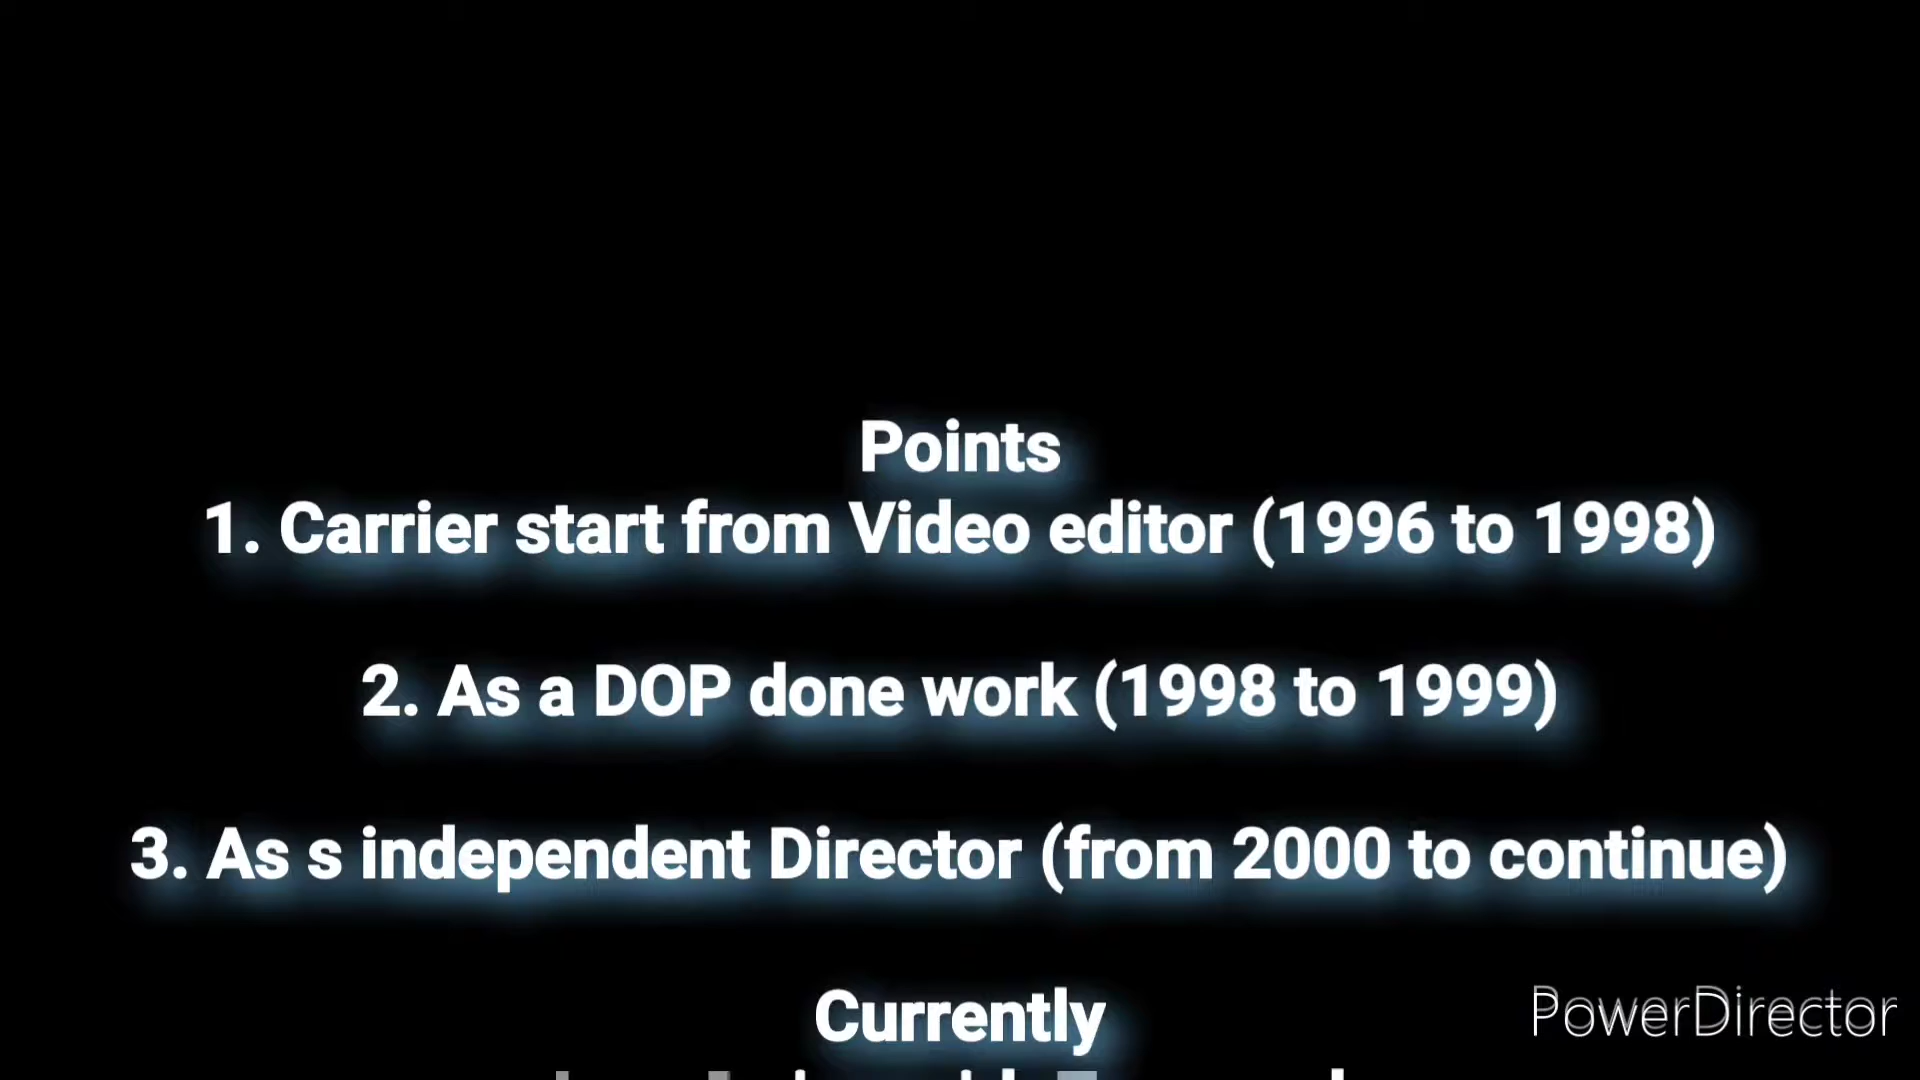 Points
1. Carrier start from Video editor (1996 to 1998)
2. As a DOP done work (1998 to 1999)
3. As s independent Director (from 2000 to continue)
Currently
PowerDirector